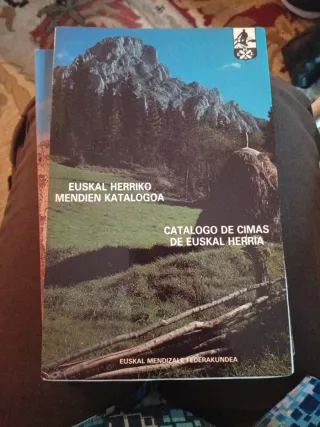 EUSKAL HERRIKO
MENDIEN KATALOGOA
CATALOGO DE CIMAS
DE EUSKAL HERRIA
EUSKAL MENDIZALE FEDERAKUNDEA